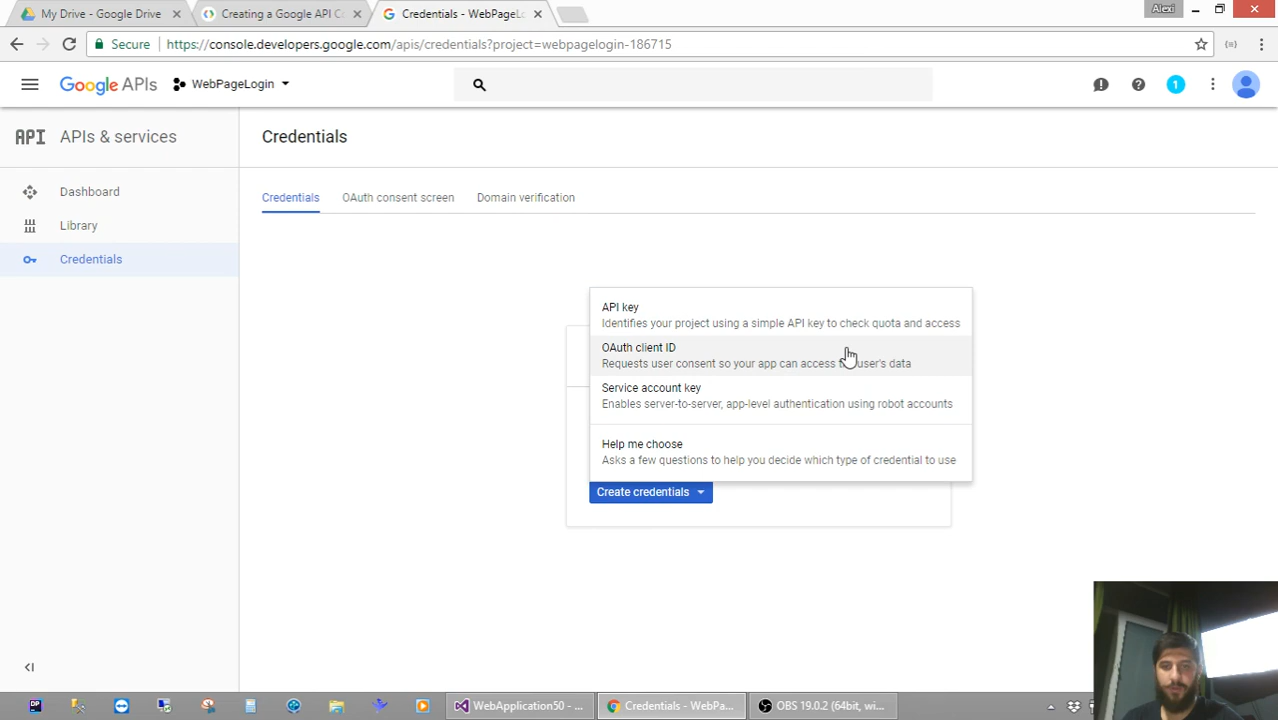 My Drive - Google Drive
Creating a Google API Co
Credentials - WebPageLo
Alexi
Secure
https://console.developers.google.com/apis/credentials?project=webpagelogin-186715
Google APIs
WebPageLogin
1
API
APIs & services
Credentials
Dashboard
Credentials
OAuth consent screen
Domain verification
Library
Credentials
API key
Identifies your project using a simple API key to check quota and access
OAuth client ID
Requests user consent so your app can access user's data
Service account key
Enables server-to-server, app-level authentication using robot accounts
Help me choose
Asks a few questions to help you decide which type of credential to use
Create credentials
DP
WebApplication50 - ...
Credentials - WebPa...
OBS 19.0.2 (64bit, wi...